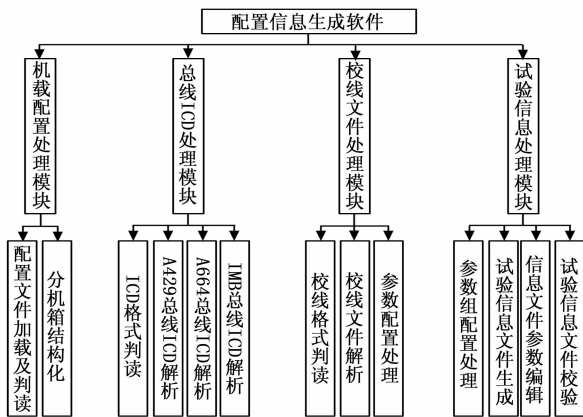 配置信息生成软件
机载配置处理模块
总线ICD处理模块
校线文件处理模块
试验信息处理模块
配置文件加载及判读
分机箱结构化
ICD格式判读
A429总线ICD解析
A664总线ICD解析
IMB总线ICD解析
校线格式判读
校线文件解析
参数配置处理
参数组配置处理
试验信息文件生成
信息文件参数编辑
试验信息文件校验